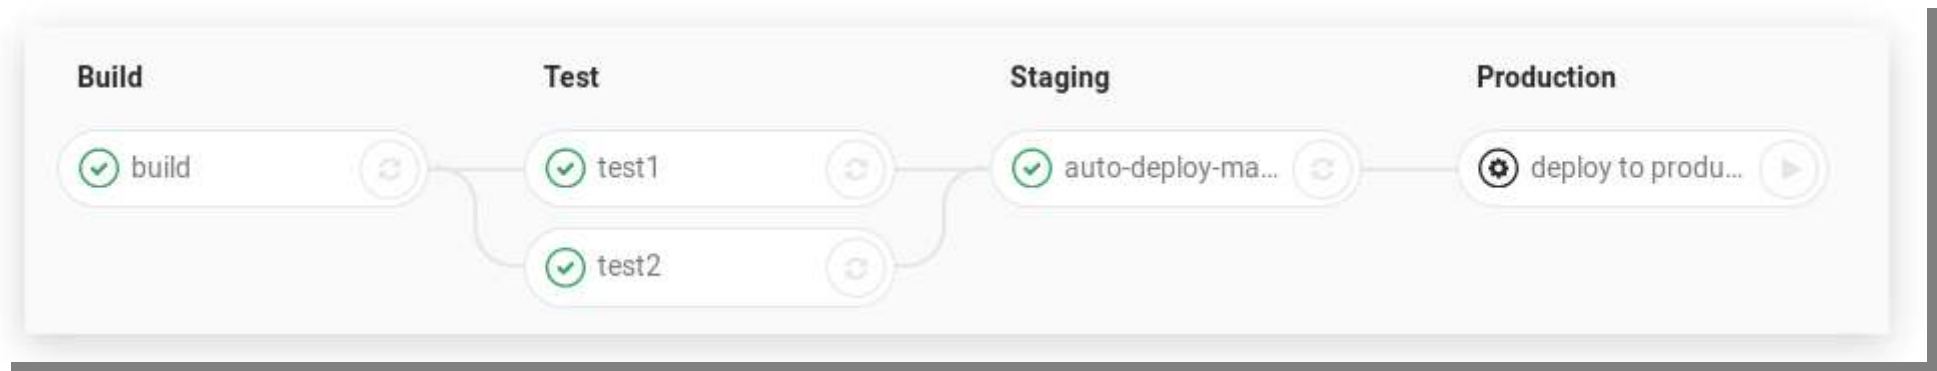 Build
Test
Staging
Production
build
test1
auto-deploy-ma...
deploy to produ...
test2